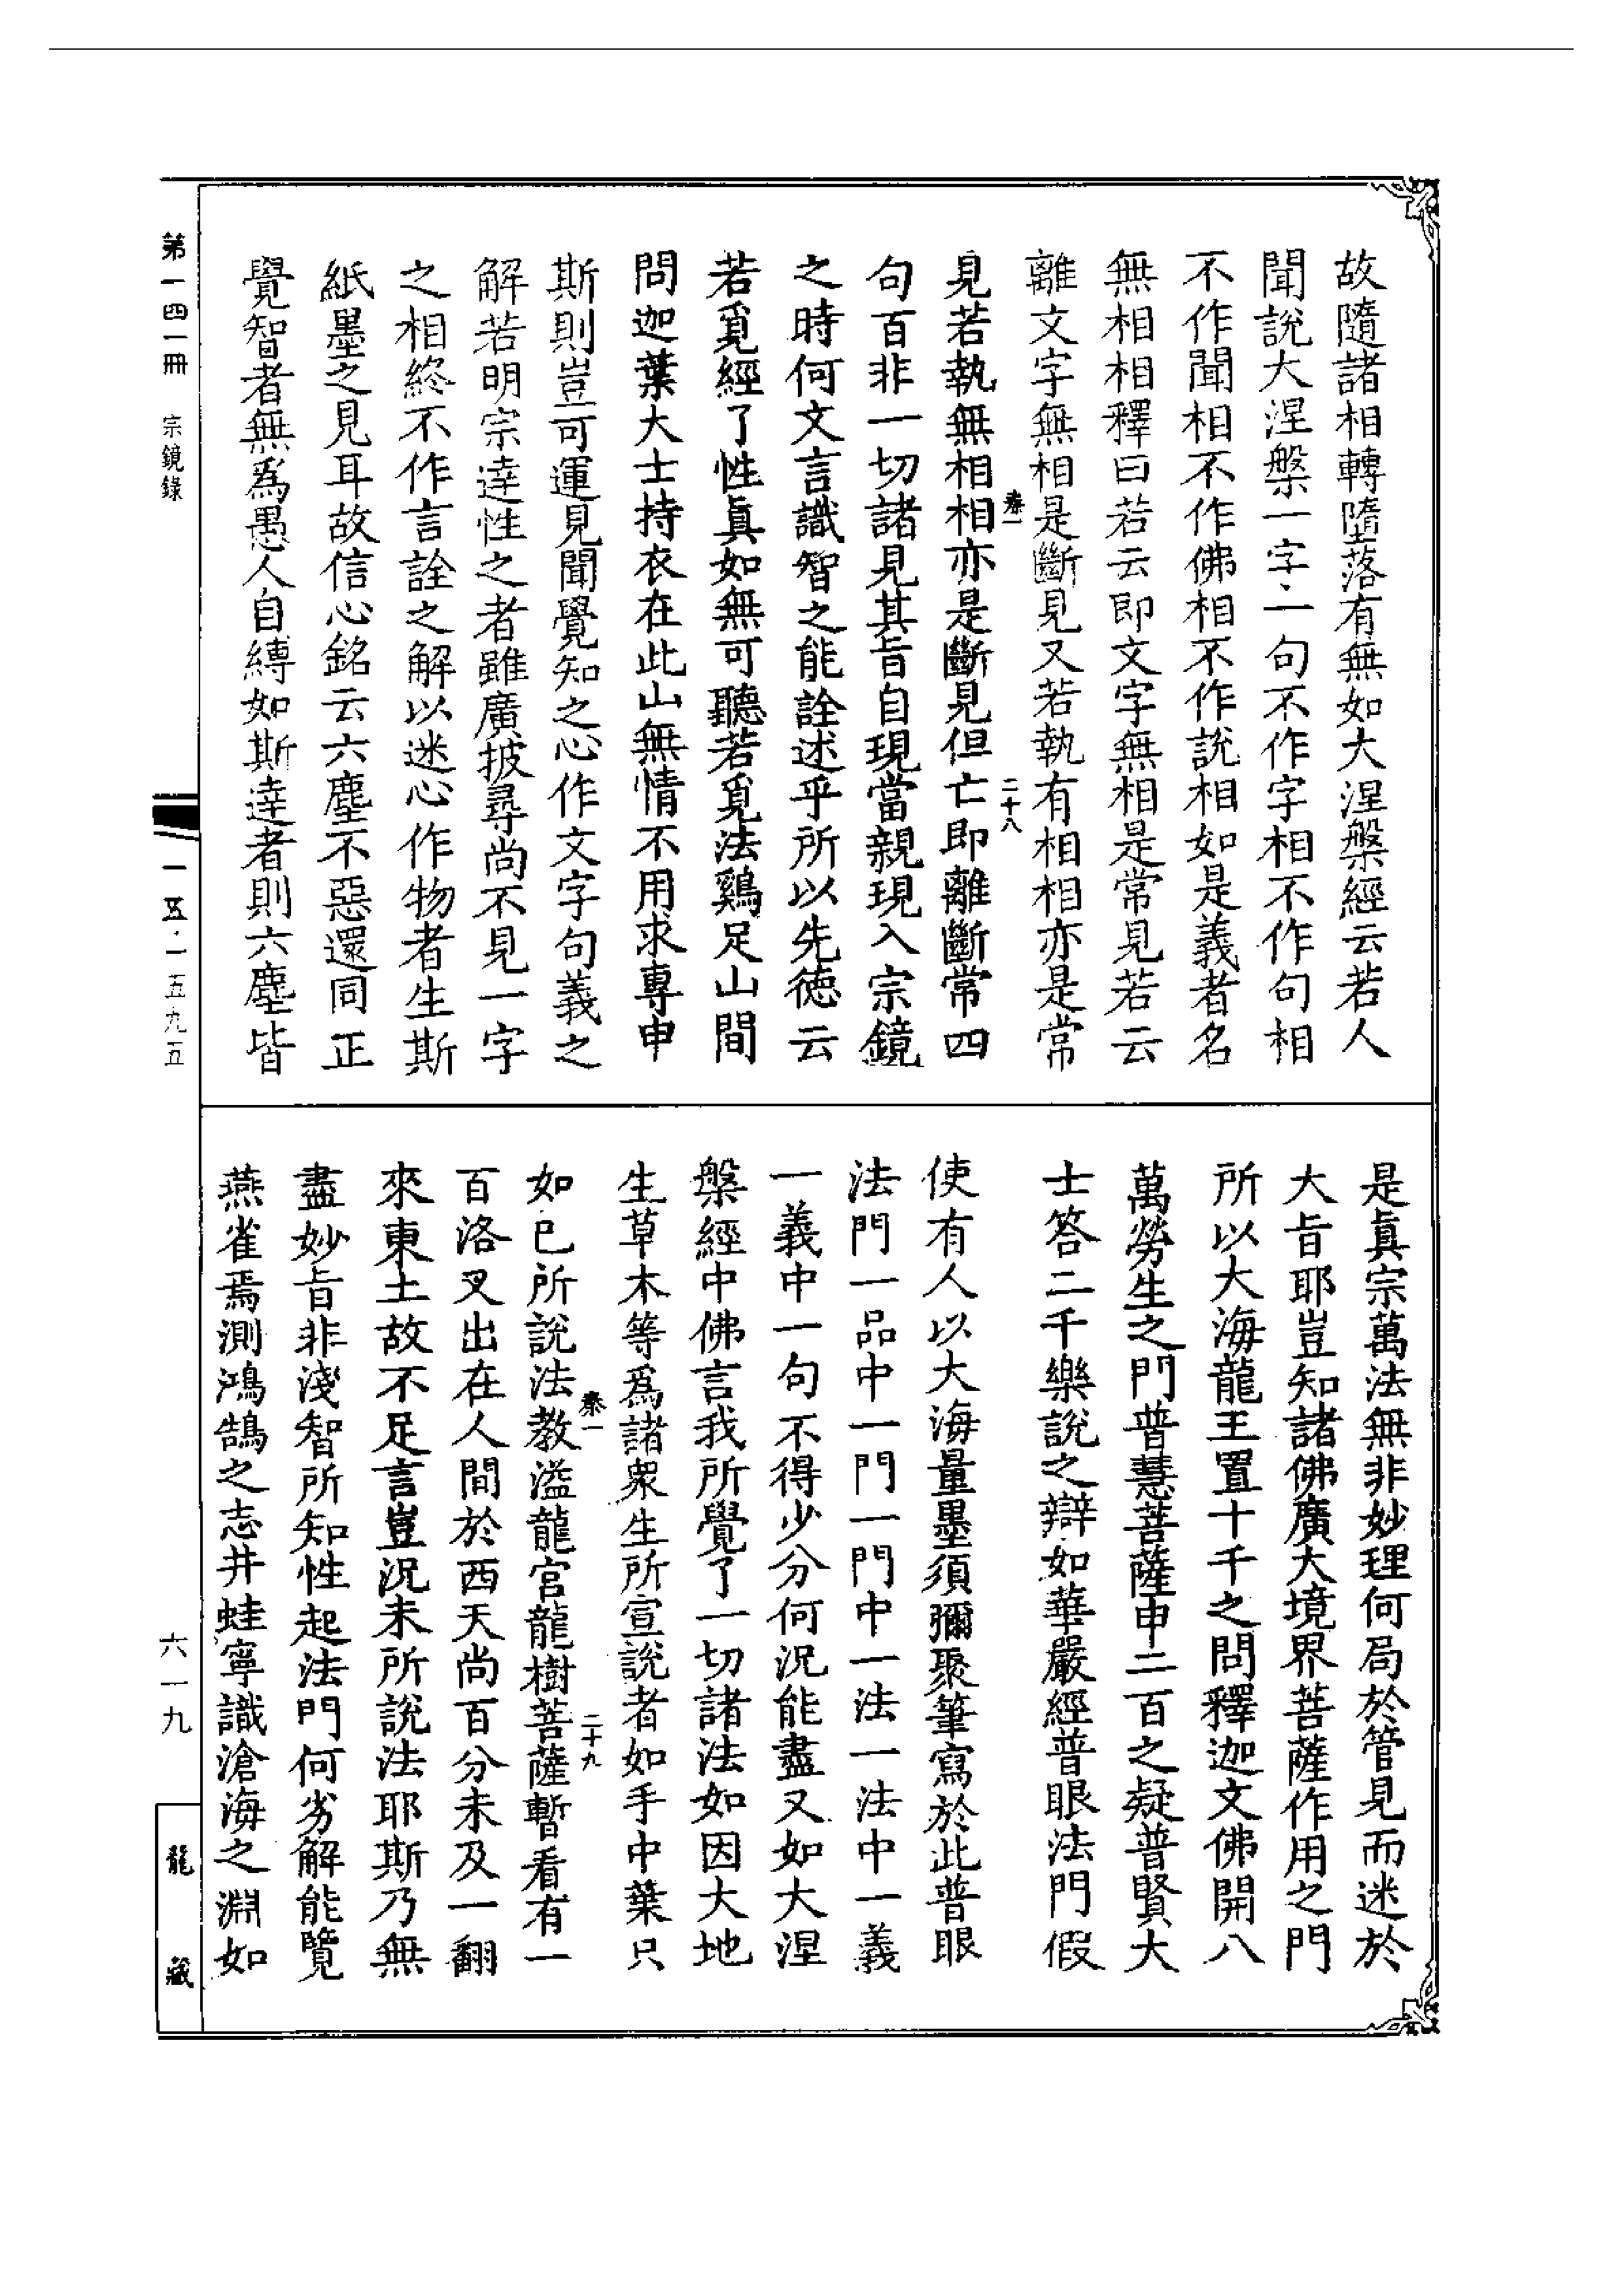 故隨諸相轉墮落有無如大涅槃經云若人
聞說大涅槃一字一句不作字相不作句相
不作聞相不作佛相不作說相如是義者名
無相相釋曰若云即文字無相是常見若云
離文字無相是斷見又若執有相相亦是常
見若執無相相亦是斷見但亡即離斷常四
句百非一切諸見其旨自現當親現入宗鏡
之時何文言識智之能詮述乎所以先德云
若覓經了性真如無可聽若覓法鷄足山間
問迦葉大士持衣在此山無情不用求專申
斯則豈可運見聞覺知之心作文字句義之
解若明宗達性之者雖廣披尋尚不見一字
之相終不作言詮之解以迷心作物者生斯
紙墨之見耳故信心銘云六塵不惡還同正
覺智者無爲愚人自縛如斯達者則六塵皆
二十八
是真宗萬法無非妙理何局於管見而迷於
大旨耶豈知諸佛廣大境界菩薩作用之門
所以大海龍王置十千之問釋迦文佛開八
萬勞生之門普慧菩薩申二百之疑普賢大
士答二千樂說之辯如華嚴經普眼法門假
使有人以大海量墨須彌聚筆寫於此普眼
法門一品中一門一門中一法一法中一義
一義中一句不得少分何況能盡又如大涅
槃經中佛言我所覺了一切諸法如因大地
生草木等爲諸衆生所宣說者如手中葉只
如已所說法教溢龍宮龍樹菩薩暫看有一
百洛叉出在人間於西天尚百分未及一翻
來東土故不足言豈況未所說法耶斯乃無
盡妙旨非淺智所知性起法門何劣解能覽
燕雀焉測鴻鵠之志井蛙寧識滄海之淵如
二十九
第一四一冊 宗鏡錄
一五·一五九五
六一九
龍藏